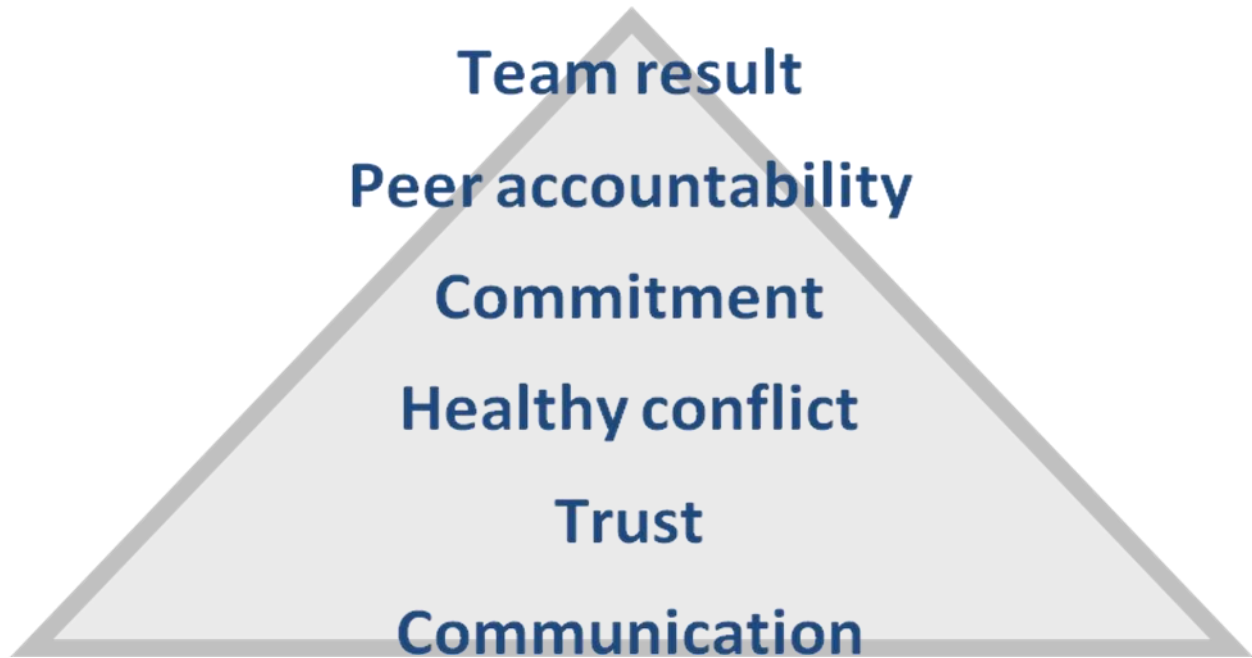 Team result
Peer accountability
Commitment
Healthy conflict
Trust
Communication